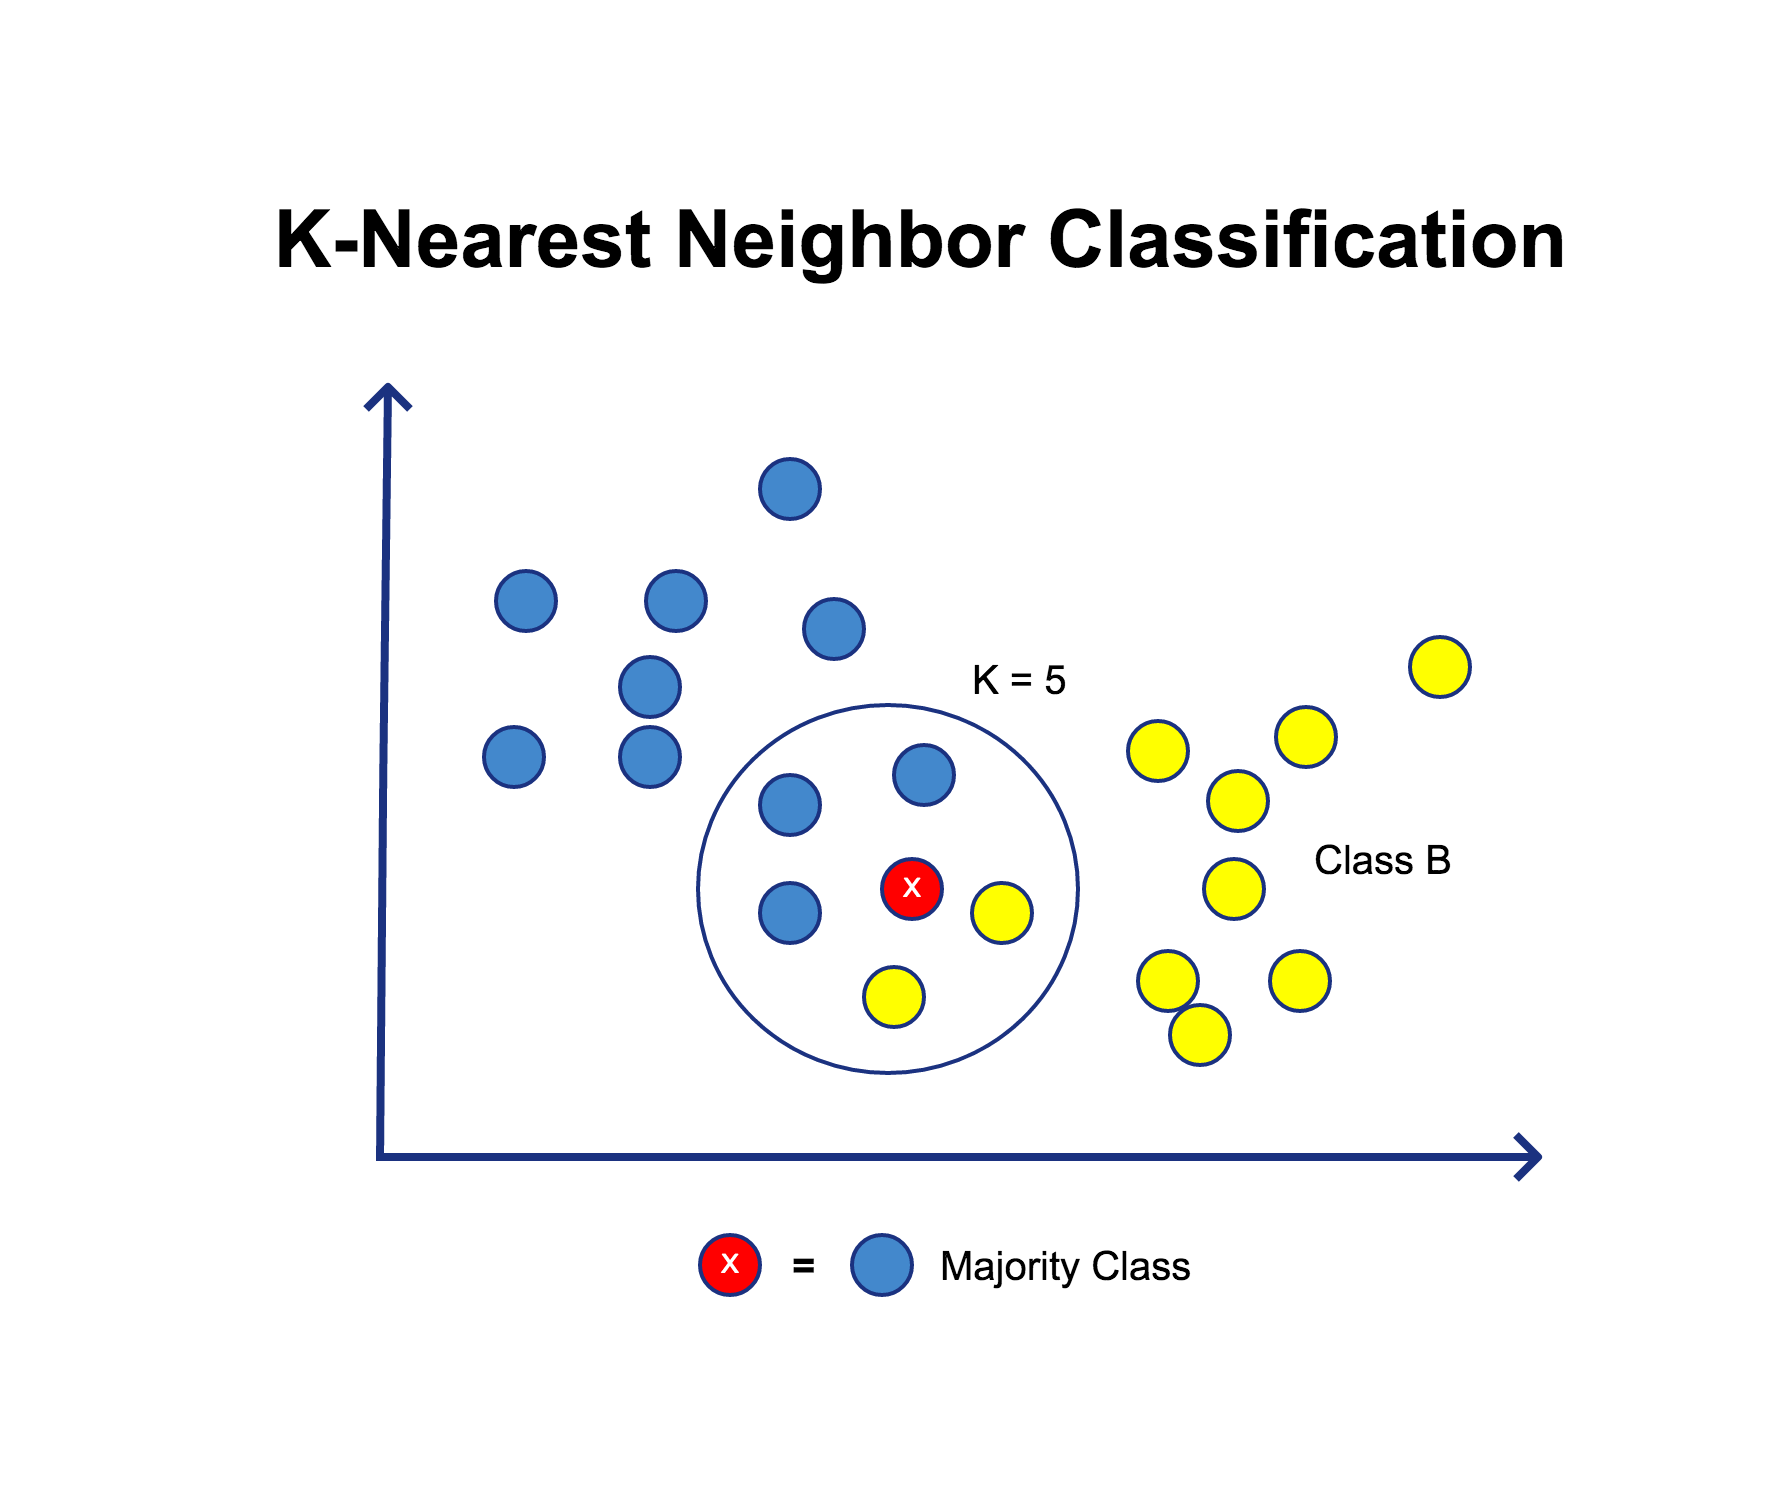 K-Nearest Neighbor Classification
K = 5
Class B
X
X = Majority Class